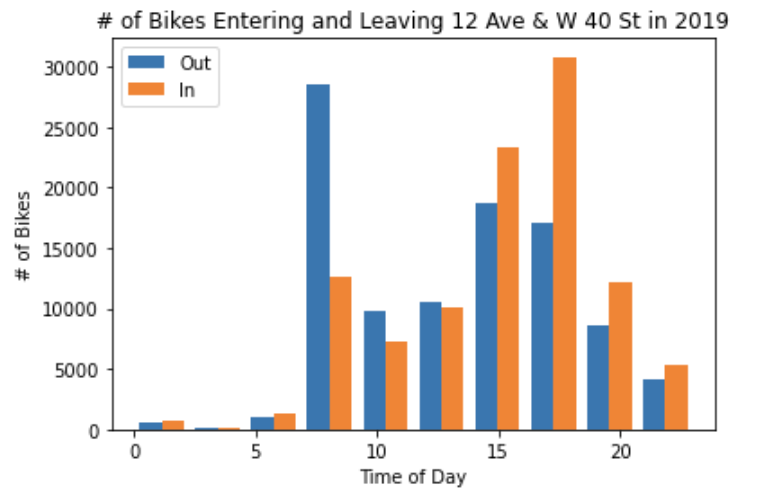 # of Bikes Entering and Leaving 12 Ave & W 40 St in 2019
Out
In
30000
25000
20000
15000
10000
5000
0
# of Bikes
0 5 10 15 20
Time of Day